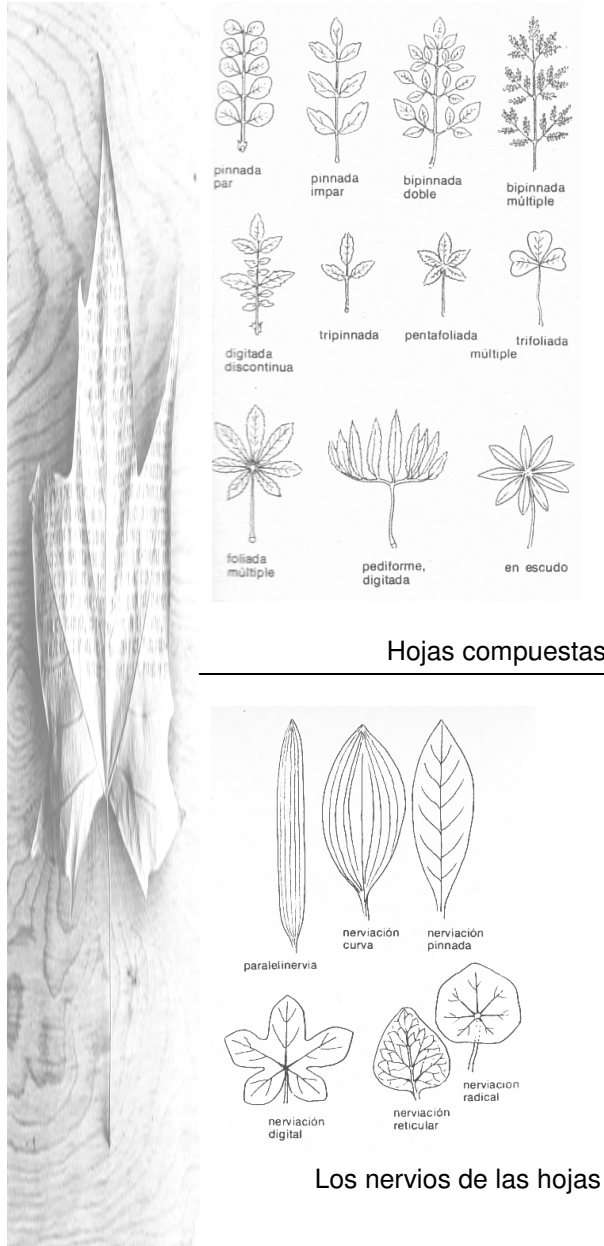 pinnada
par
pinnada
impar
bipinnada
doble
bipinnada
múltiple
digitada
discontinua
tripinnada
pentafoliada
múltiple
trifoliada
foliada
múltiple
pediforme,
digitada
en escudo
Hojas compuestas
paralelinervia
nerviación
curva
nerviación
pinnada
nerviación
digital
nerviación
reticular
nerviacion
radical
Los nervios de las hojas